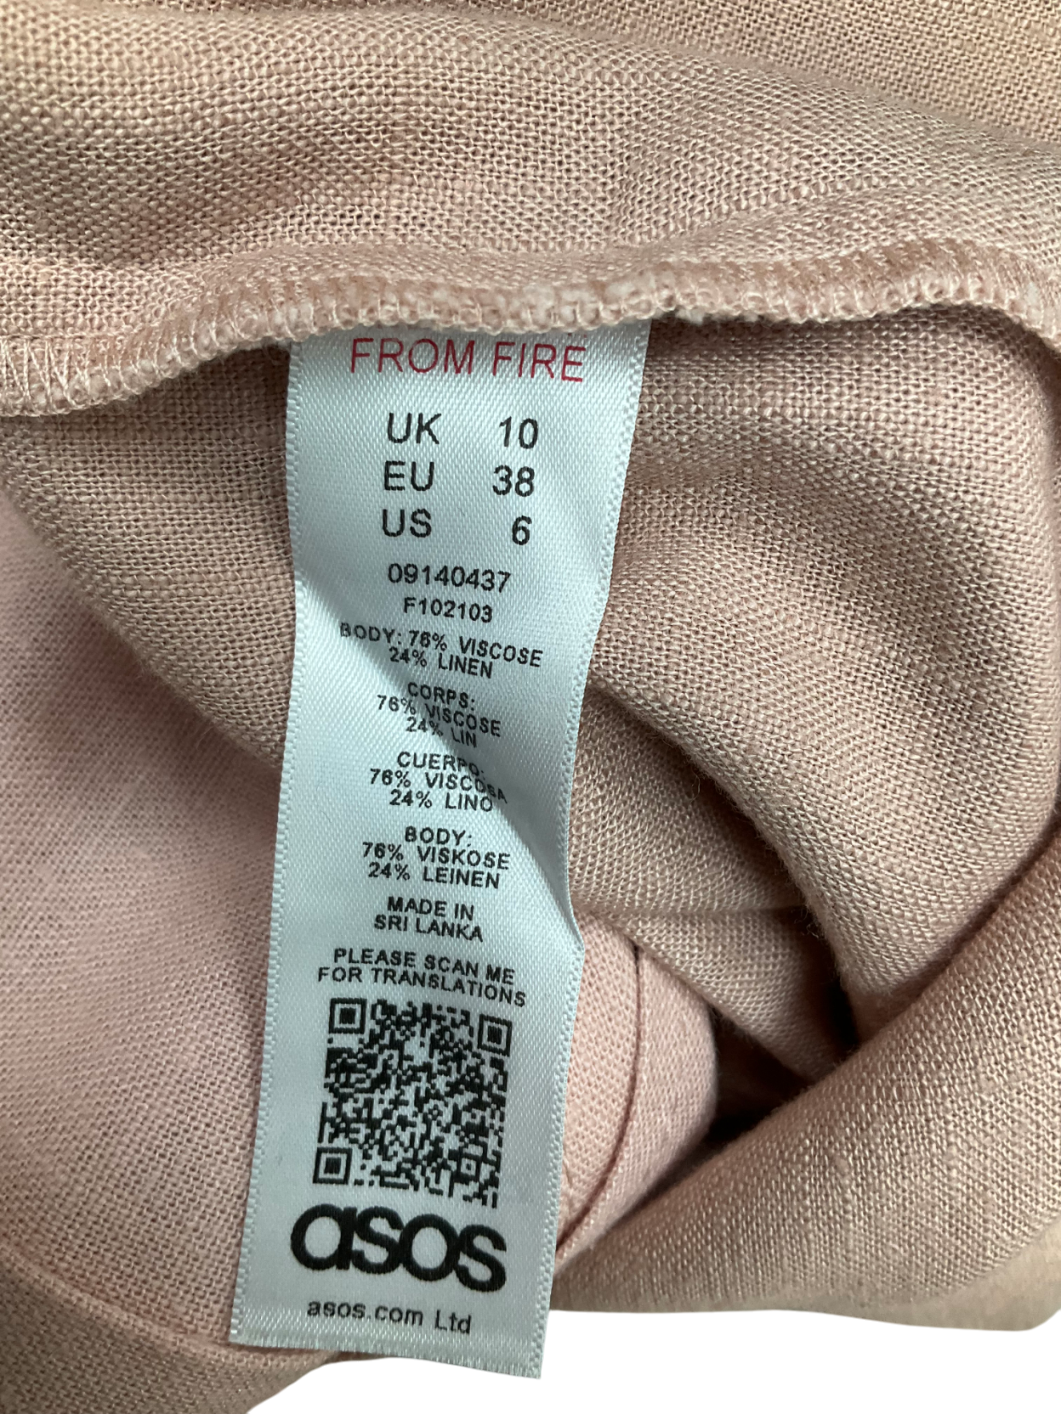 FROM FIRE
UK 10
EU 38
US 6
09140437
F102103
BODY: 76% VISCOSE
24% LINEN
CORPS:
76% VISCOSE
24% LIN
CUERPO:
76% VISCOSA
24% LINO
BODY:
76% VISKOSE
24% LEINEN
MADE IN
SRI LANKA
PLEASE SCAN ME
FOR TRANSLATIONS
asos
asos.com Ltd